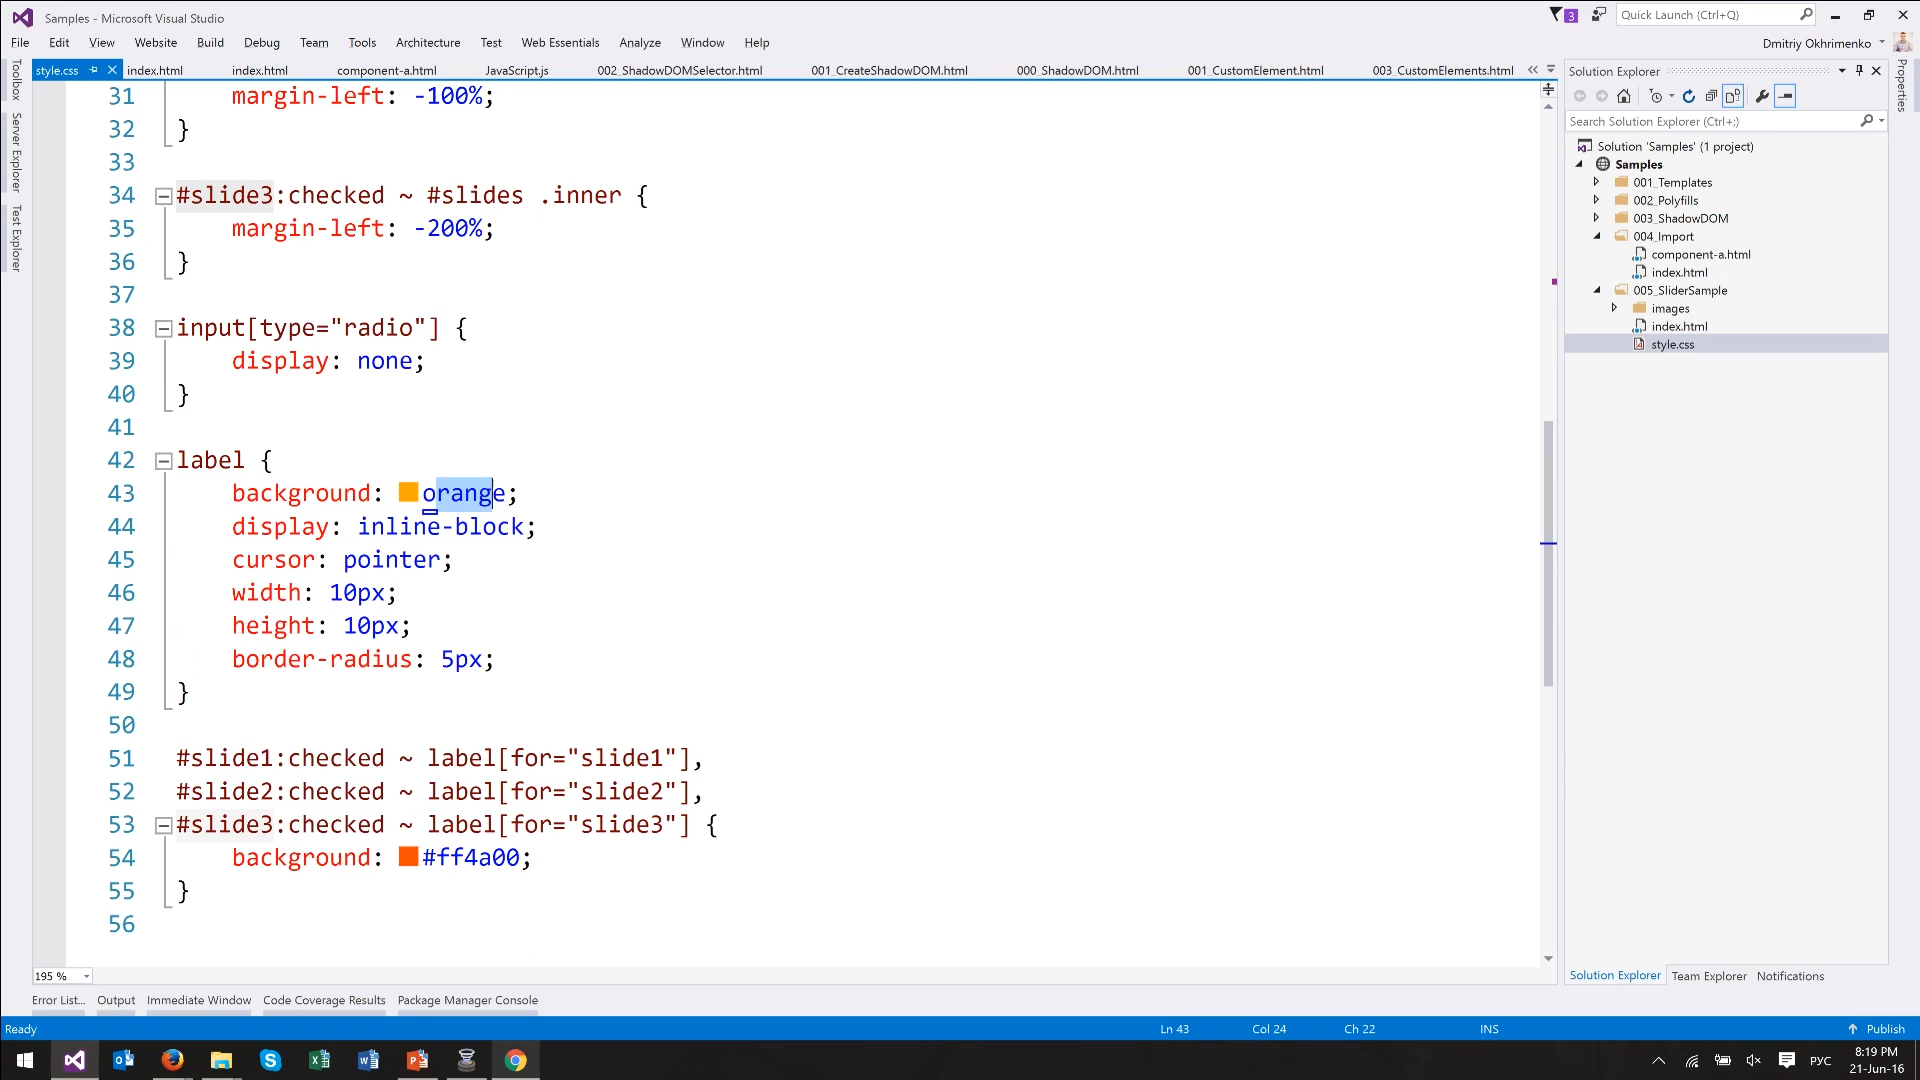 Samples - Microsoft Visual Studio
3
Quick Launch (Ctrl+Q)
File Edit View Website Build Debug Team Tools Architecture Test Web Essentials Analyze Window Help
Dmitriy Okhrimenko
style.css index.html index.html component-a.html JavaScript.js 002_ShadowDOMSelector.html 001_CreateShadowDOM.html 000_ShadowDOM.html 001_CustomElement.html 003_CustomElements.html
Toolbox
Server Explorer
Test Explorer
31 margin-left: -100%;
32 }
33
34 #slide3:checked ~ #slides .inner {
35 margin-left: -200%;
36 }
37
38 input[type="radio"] {
39 display: none;
40 }
41
42 label {
43 background: orange;
44 display: inline-block;
45 cursor: pointer;
46 width: 10px;
47 height: 10px;
48 border-radius: 5px;
49 }
50
51 #slide1:checked ~ label[for="slide1"],
52 #slide2:checked ~ label[for="slide2"],
53 #slide3:checked ~ label[for="slide3"] {
54 background: #ff4a00;
55 }
56
195 %
Solution Explorer
Search Solution Explorer (Ctrl+;)
Solution 'Samples' (1 project)
Samples
001_Templates
002_Polyfills
003_ShadowDOM
004_Import
component-a.html
index.html
005_SliderSample
images
index.html
style.css
Solution Explorer Team Explorer Notifications
Properties
Error List... Output Immediate Window Code Coverage Results Package Manager Console
Ready Ln 43 Col 24 Ch 22 INS Publish
РУС
8:19 PM
21-Jun-16